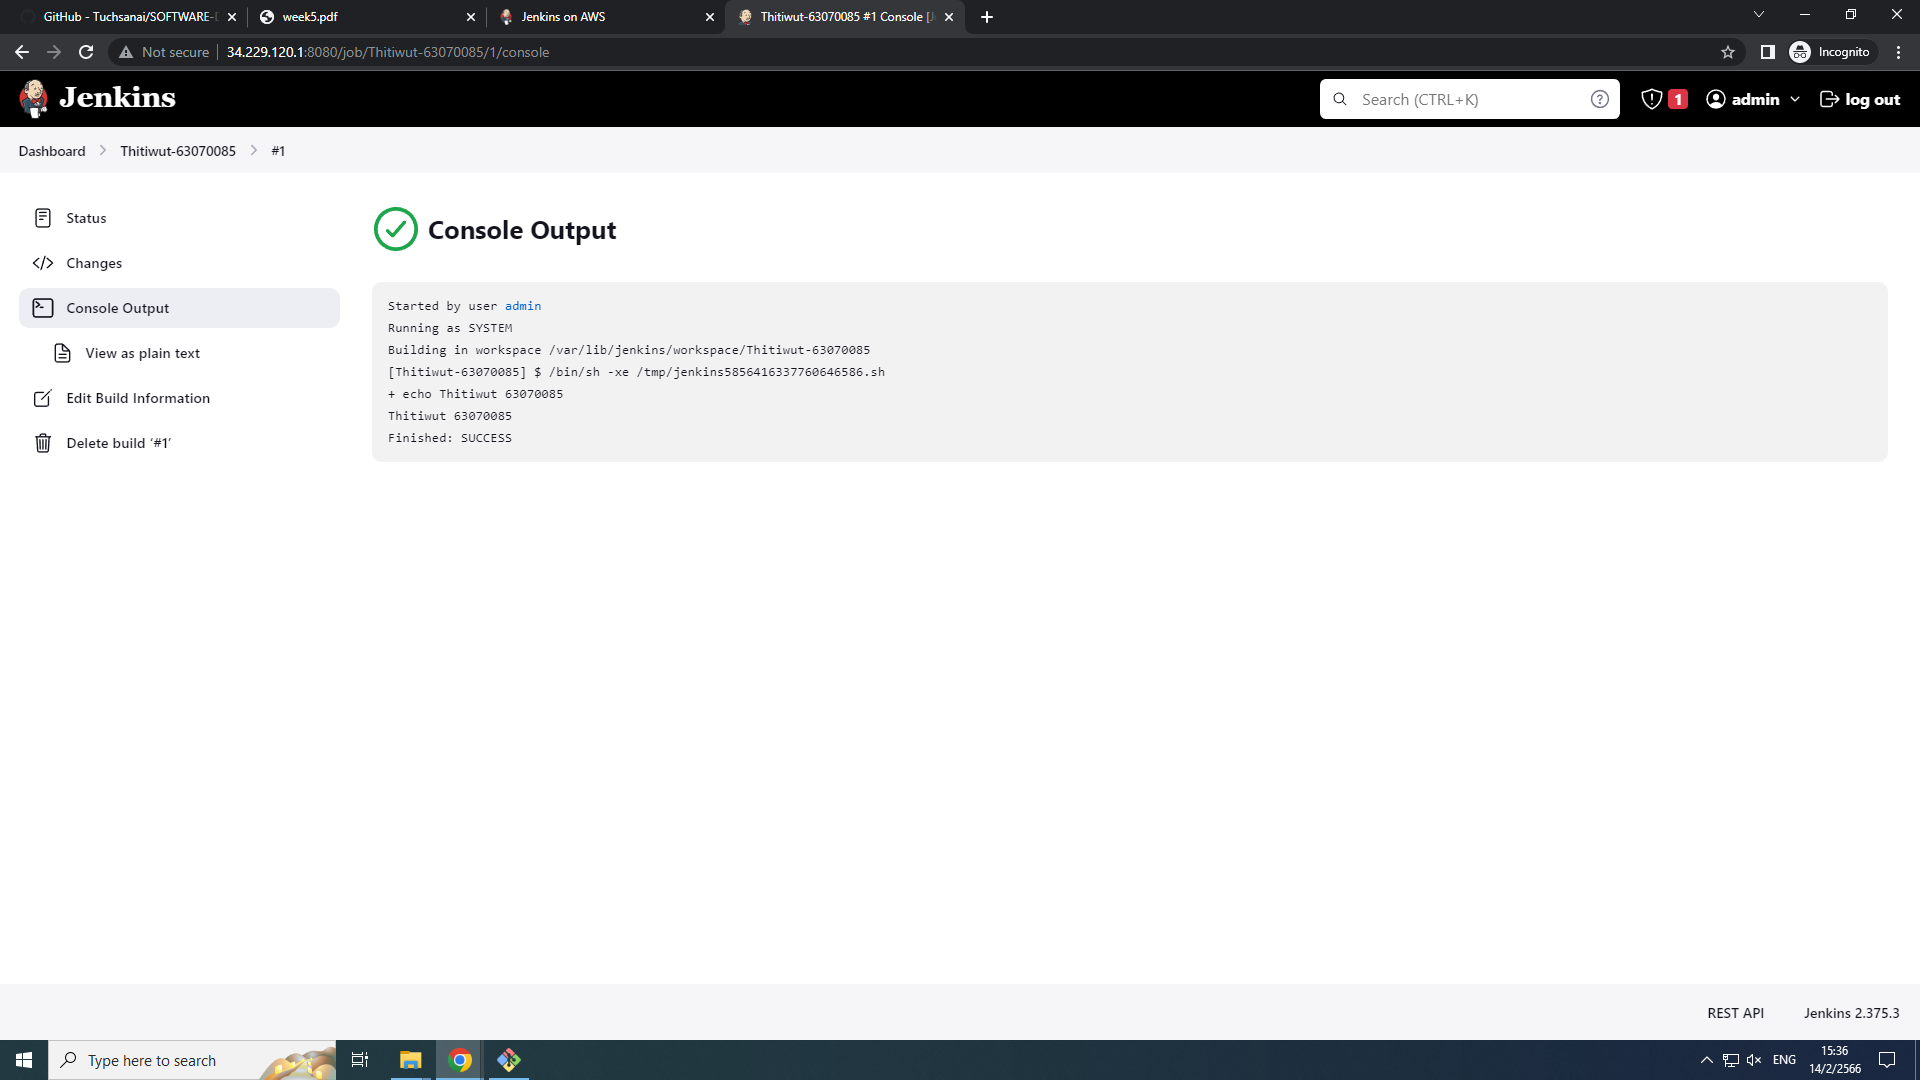 GitHub - Tuchsanai/SOFTWARE-
week5.pdf
Jenkins on AWS
Thitiwut-63070085 #1 Console [
Not secure
34.229.120.1:8080/job/Thitiwut-63070085/1/console
Incognito
Jenkins
Search (CTRL+K)
1
admin
log out
Dashboard
Thitiwut-63070085
#1
Status
Changes
Console Output
View as plain text
Edit Build Information
Delete build ‘#1’
Console Output
Started by user admin
Running as SYSTEM
Building in workspace /var/lib/jenkins/workspace/Thitiwut-63070085
[Thitiwut-63070085] $ /bin/sh -xe /tmp/jenkins5856416337760646586.sh
+ echo Thitiwut 63070085
Thitiwut 63070085
Finished: SUCCESS
REST API
Jenkins 2.375.3
Type here to search
ENG
15:36
14/2/2566